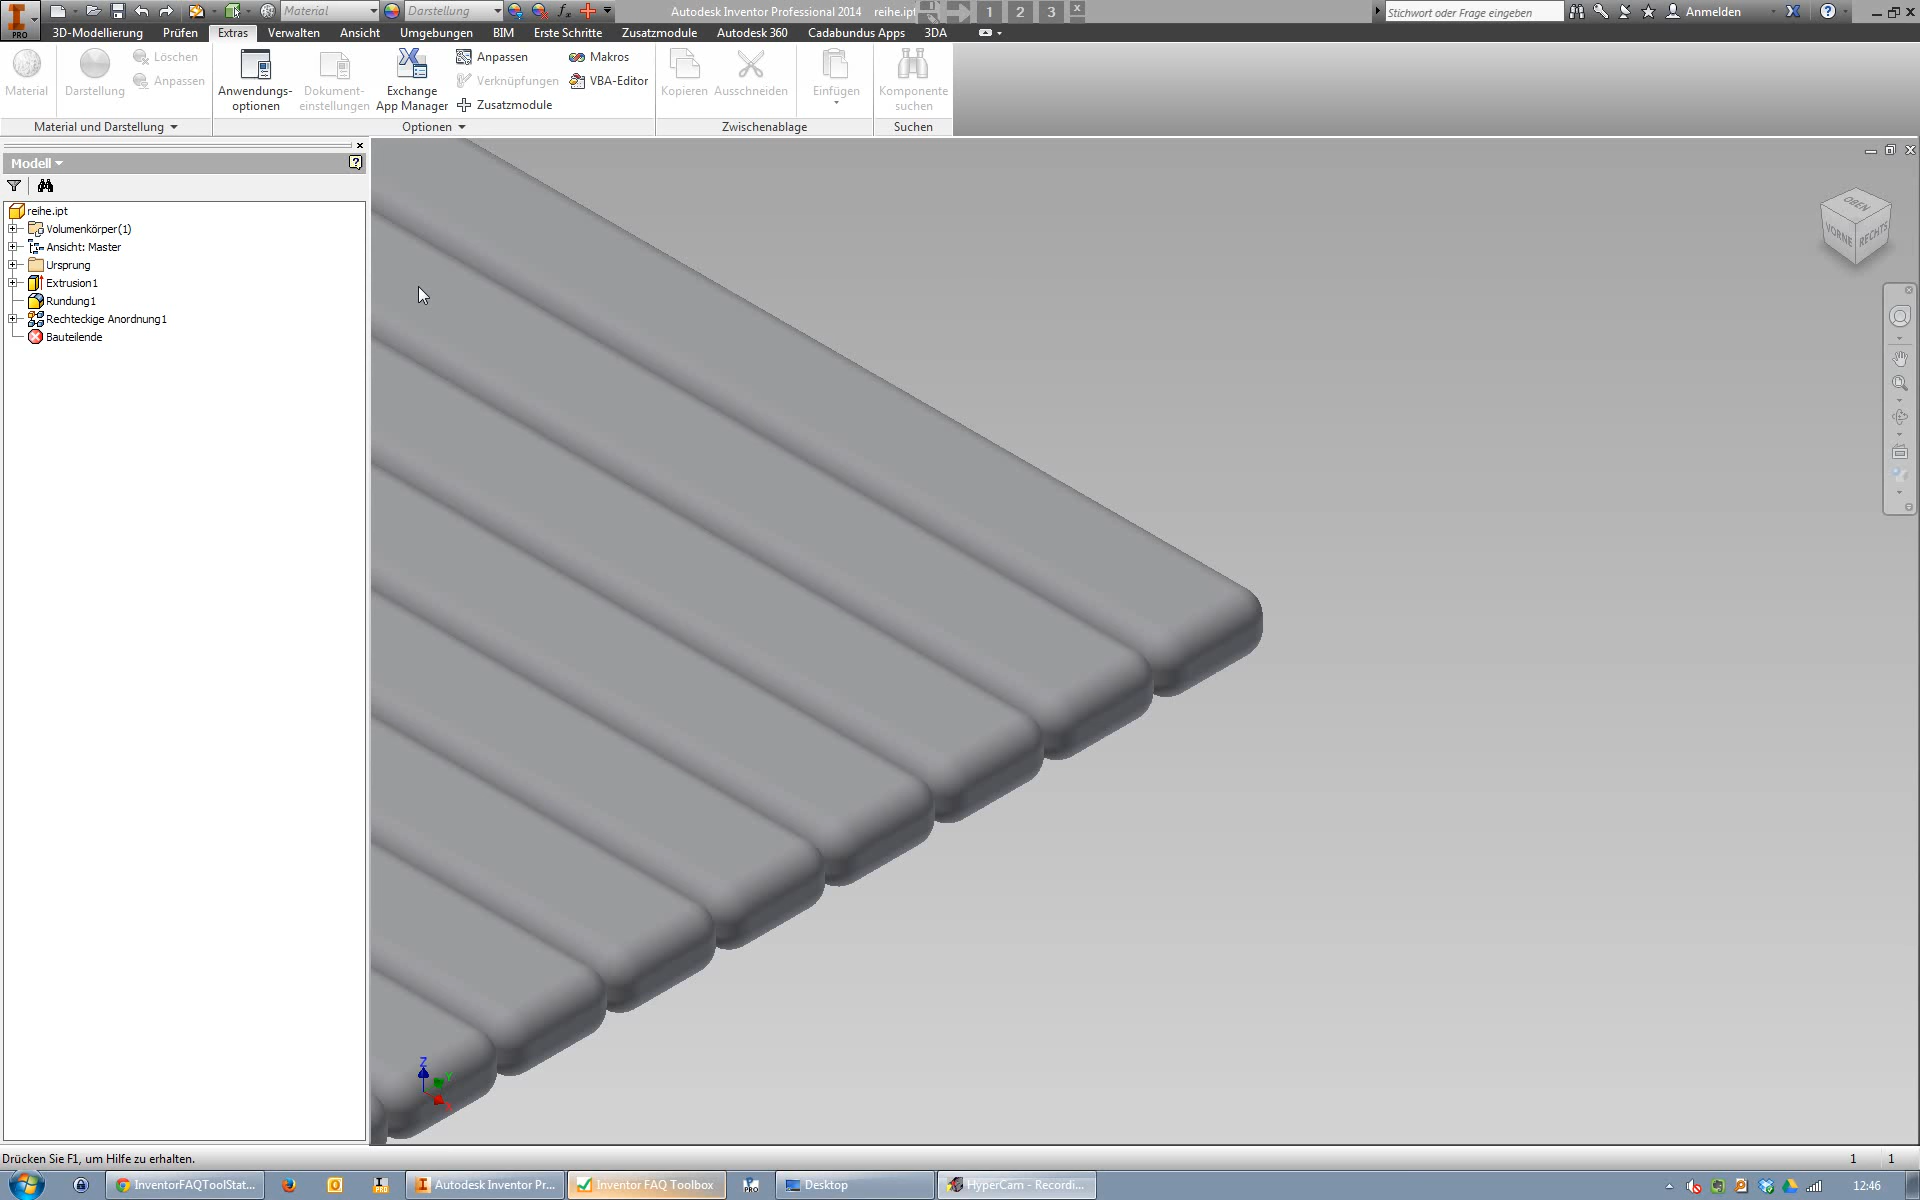 Material
Darstellung
Autodesk Inventor Professional 2014 reihe.ipt
1 2 3
Stichwort oder Frage eingeben
Anmelden
PRO
3D-Modellierung Prüfen Extras Verwalten Ansicht Umgebungen BIM Erste Schritte Zusatzmodule Autodesk 360 Cadabundus Apps 3DA
Material
Darstellung
Löschen
Anpassen
Anwendungs-
optionen
Dokument-
einstellungen
Exchange
App Manager
Anpassen
Verknüpfungen
Zusatzmodule
Makros
VBA-Editor
Kopieren
Ausschneiden
Einfügen
Komponente
suchen
Material und Darstellung
Optionen
Zwischenablage
Suchen
Modell
reihe.ipt
Volumenkörper(1)
Ansicht: Master
Ursprung
Extrusion1
Rundung1
Rechteckige Anordnung1
Bauteilende
OBEN
VORNE
RECHTS
Z
Y
Drücken Sie F1, um Hilfe zu erhalten.
1 1
InventorFAQToolStat...
Autodesk Inventor Pr...
Inventor FAQ Toolbox
PRO
Desktop
HyperCam - Recordi...
12:46